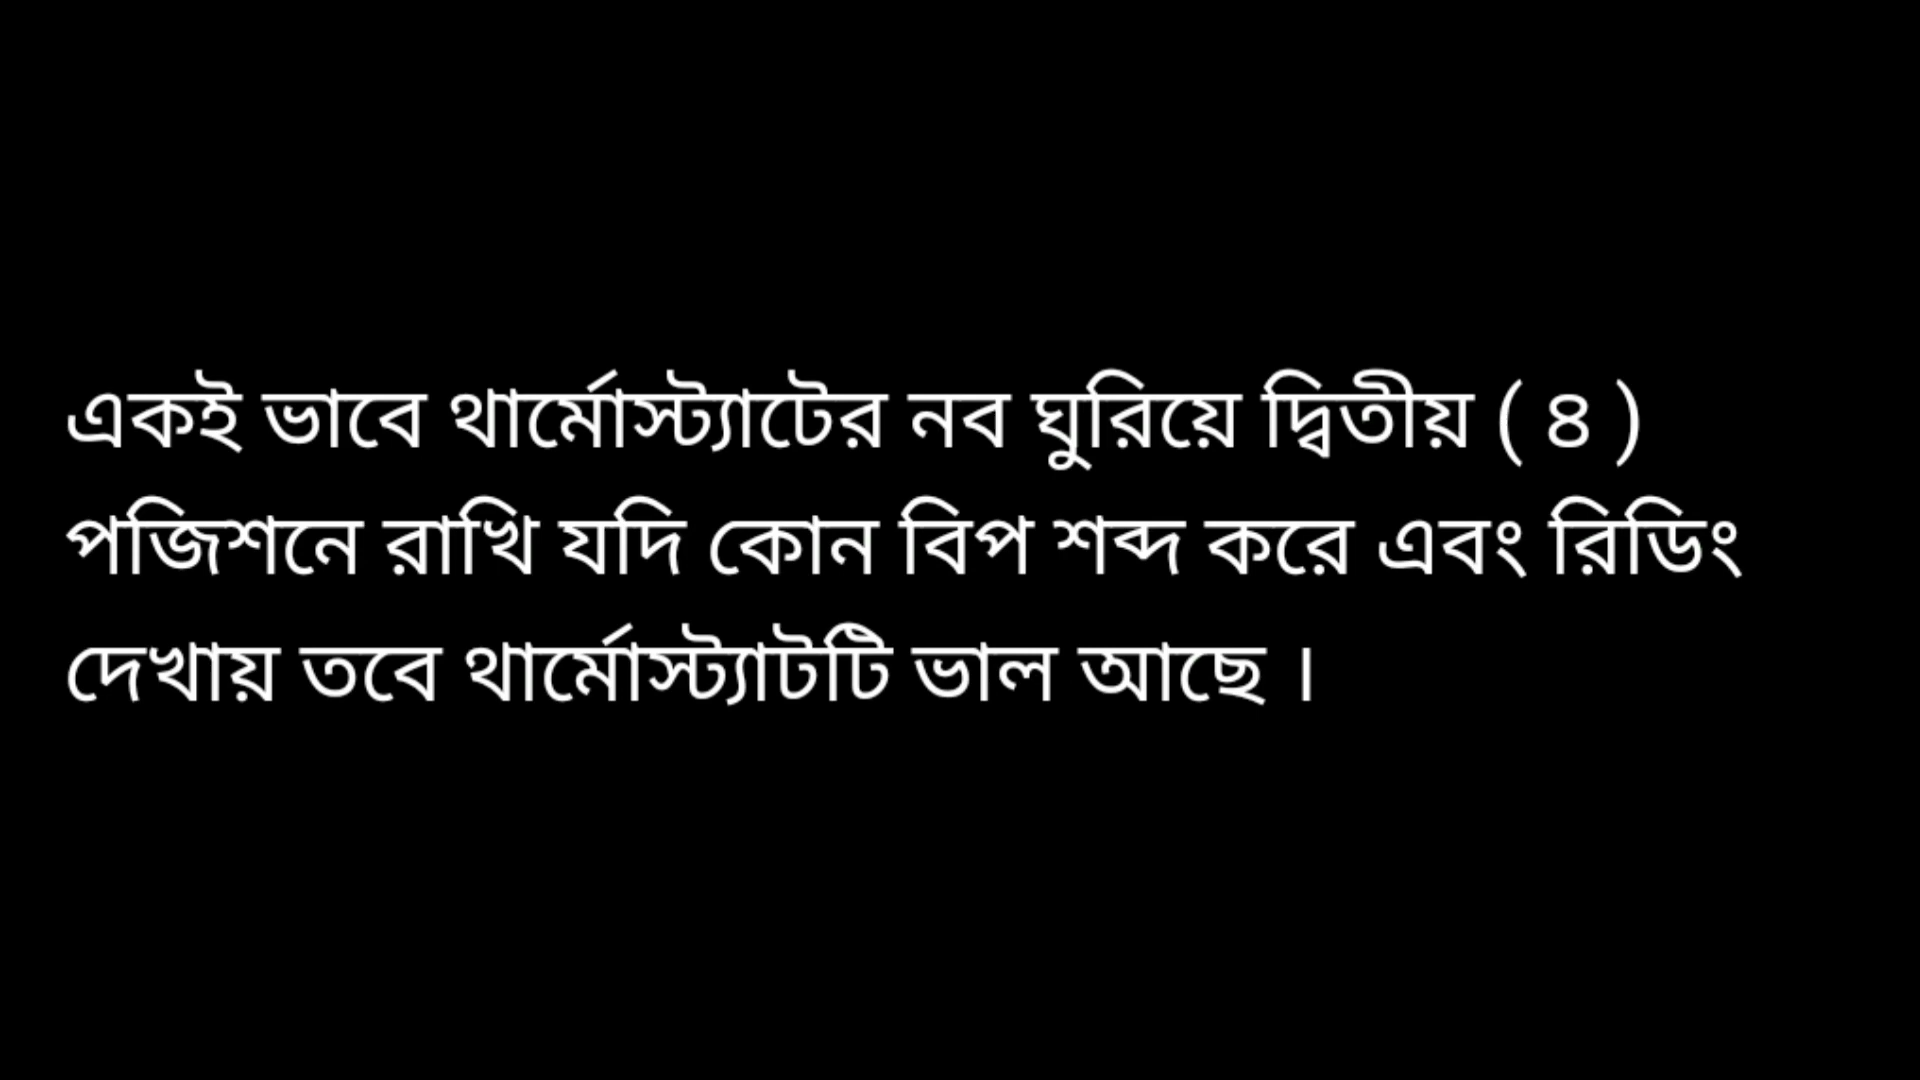 একই ভাবে থার্মোস্ট্যাটের নব ঘুরিয়ে দ্বিতীয় ( ৪ )
পজিশনে রাখি যদি কোন বিপ শব্দ করে এবং রিডিং
দেখায় তবে থার্মোস্ট্যাটটি ভাল আছে ।